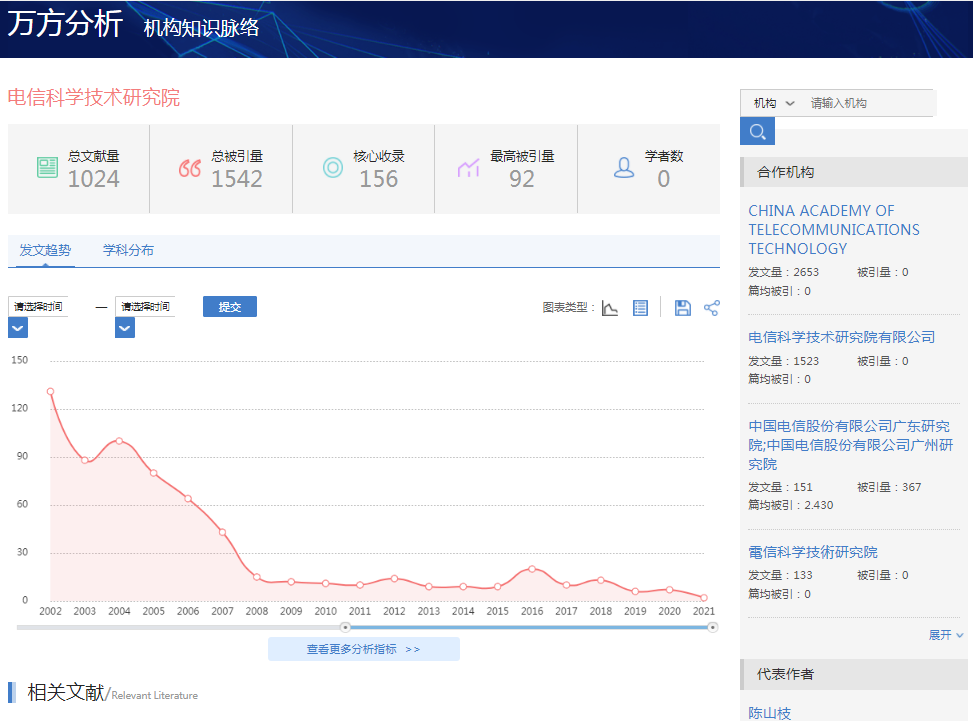 万方分析 机构知识脉络
电信科学技术研究院
总文献量
1024
总被引量
1542
核心收录
156
最高被引量
92
学者数
0
发文趋势 学科分布
请选择时间 — 请选择时间 提交
图表类型：
150
120
90
60
30
0
2002 2003 2004 2005 2006 2007 2008 2009 2010 2011 2012 2013 2014 2015 2016 2017 2018 2019 2020 2021
查看更多分析指标 >>
相关文献/Relevant Literature
机构 请输入机构
合作机构
CHINA ACADEMY OF
TELECOMMUNICATIONS
TECHNOLOGY
发文量：2653 被引量：0
篇均被引：0
电信科学技术研究院有限公司
发文量：1523 被引量：0
篇均被引：0
中国电信股份有限公司广东研究
院;中国电信股份有限公司广州研
究院
发文量：151 被引量：367
篇均被引：2.430
電信科学技術研究院
发文量：133 被引量：0
篇均被引：0
展开
代表作者
陈山枝